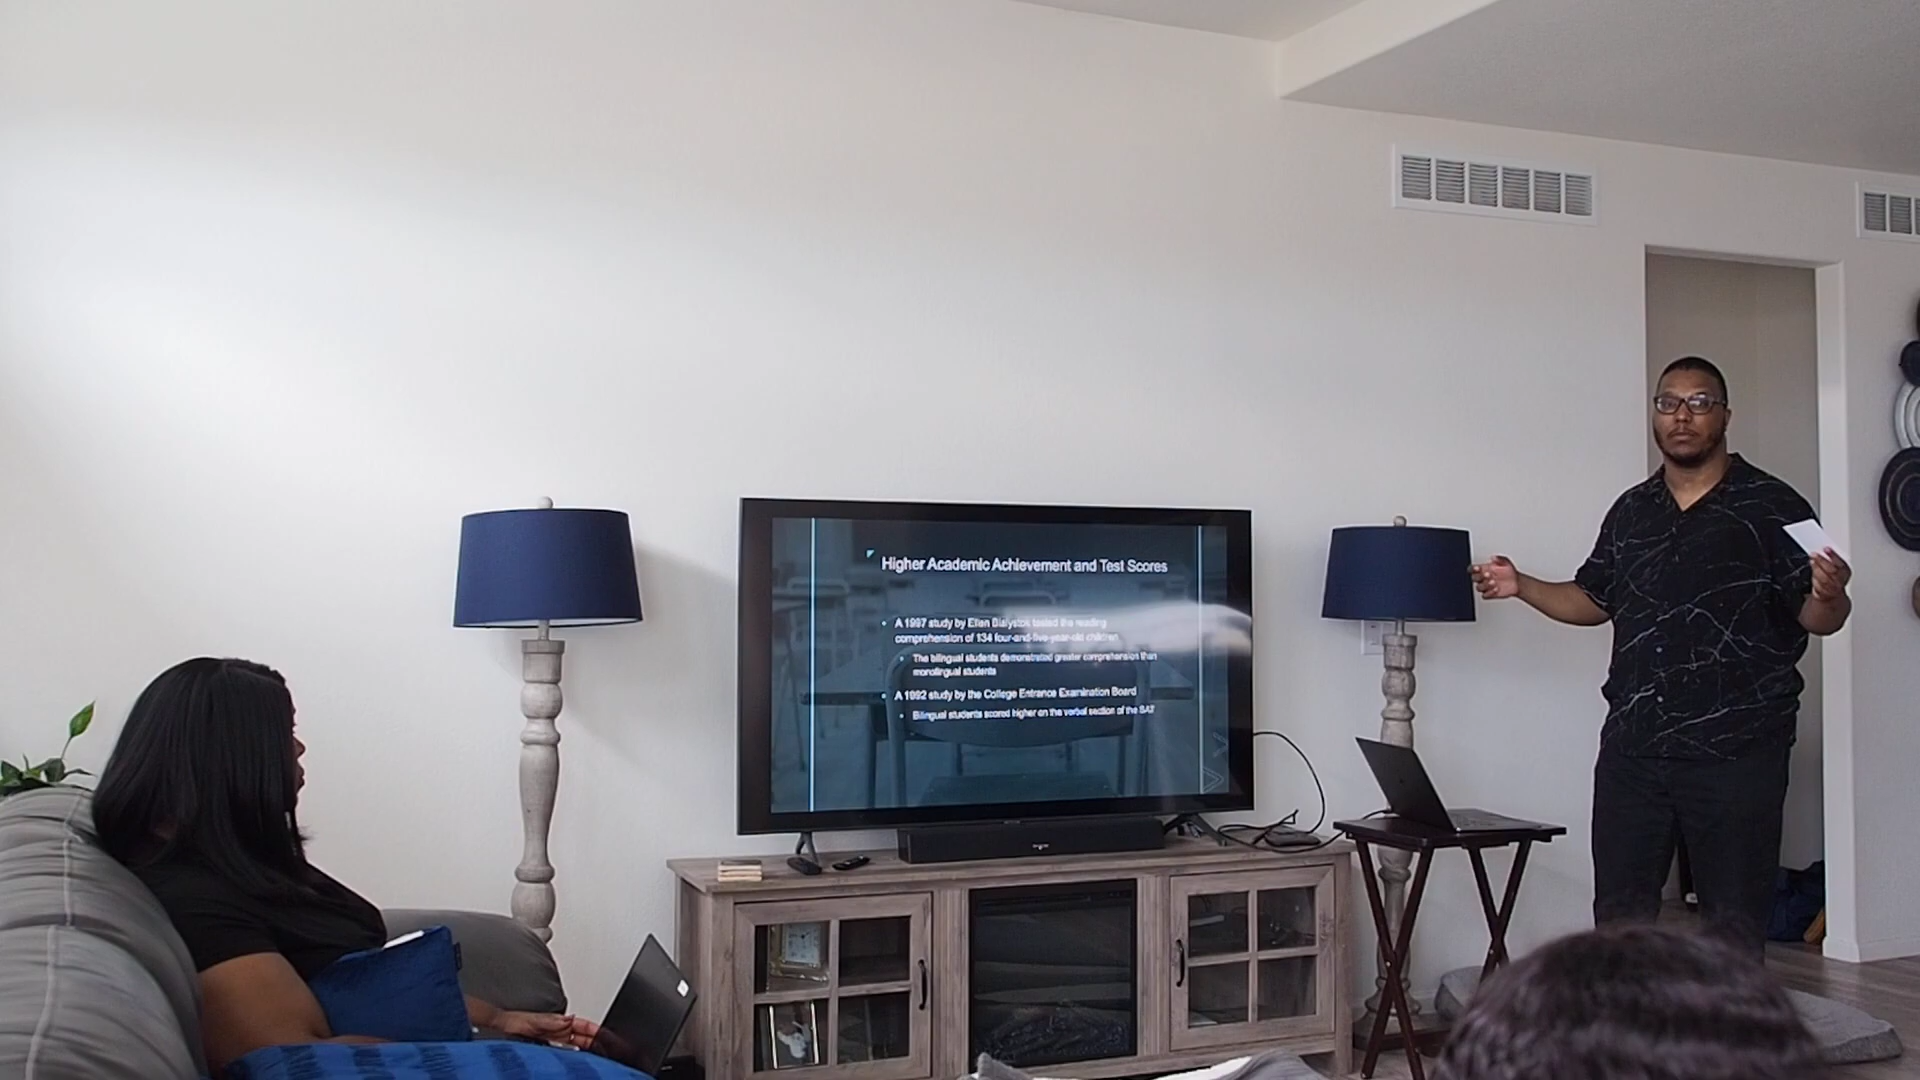 Higher Academic Achievement and Test Scores
A 1997 study by Ellen Bialystok tested the reading
comprehension of 134 four-and-five-year-old children
The bilingual students demonstrated greater comprehension than
monolingual students
A 1992 study by the College Entrance Examination Board
Bilingual students scored higher on the verbal section of the SAT